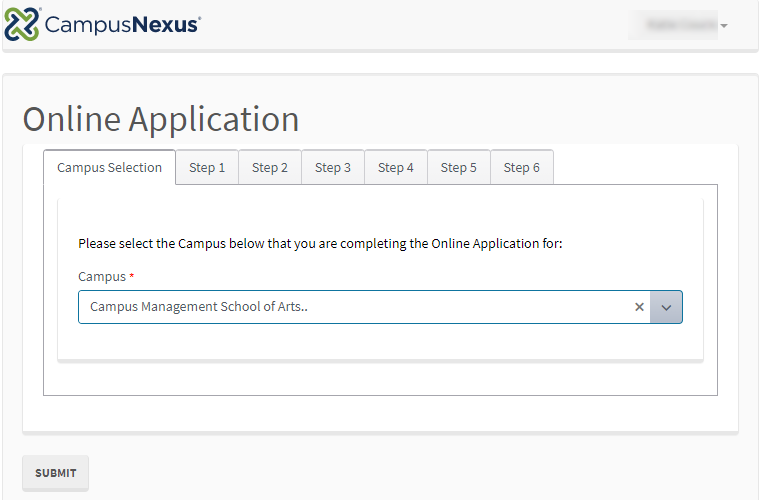 CampusNexus®
Online Application
Campus Selection Step 1 Step 2 Step 3 Step 4 Step 5 Step 6
Please select the Campus below that you are completing the Online Application for:
Campus *
Campus Management School of Arts..
SUBMIT